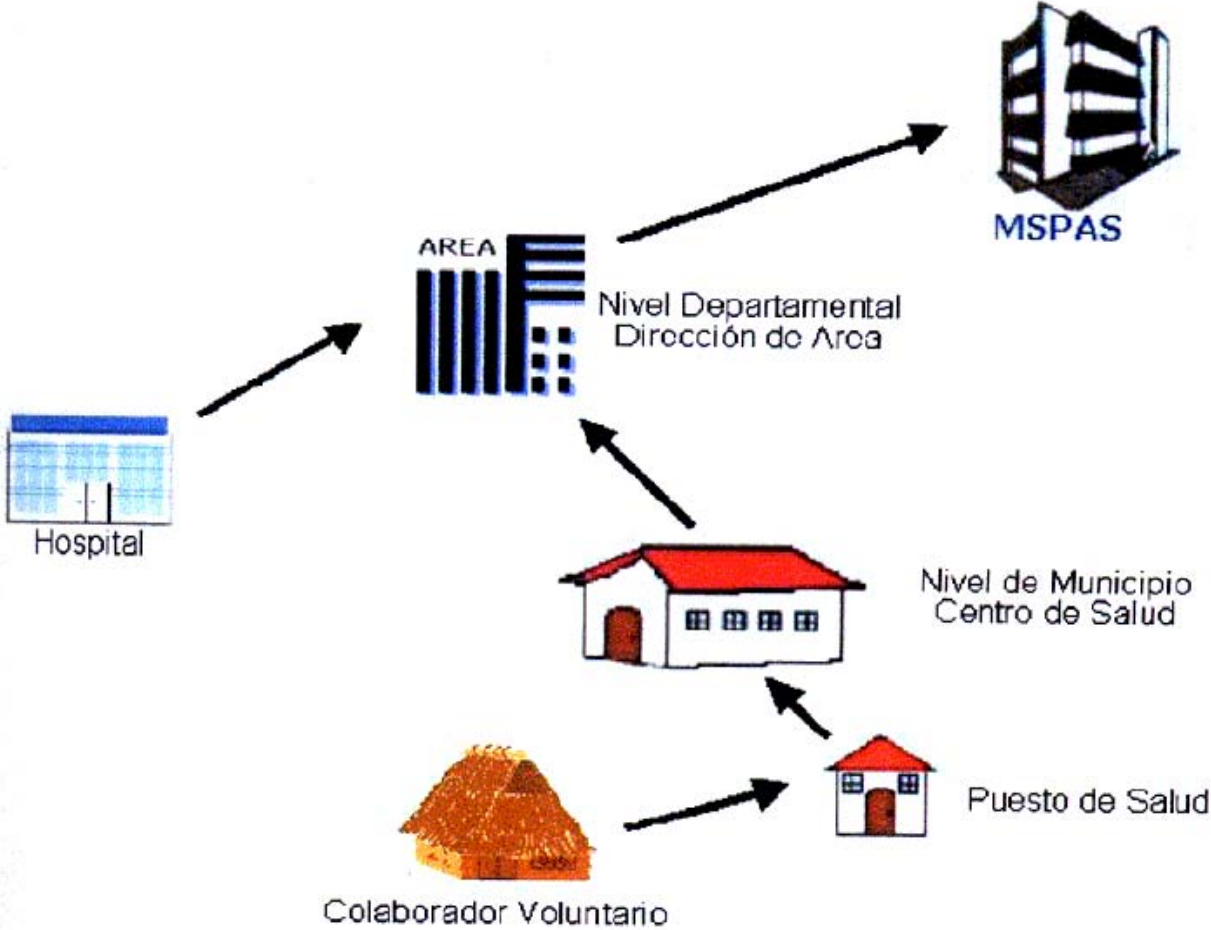 MSPAS
AREA
Nivel Departamental
Dirección de Area
Hospital
Nivel de Municipio
Centro de Salud
Puesto de Salud
Colaborador Voluntario